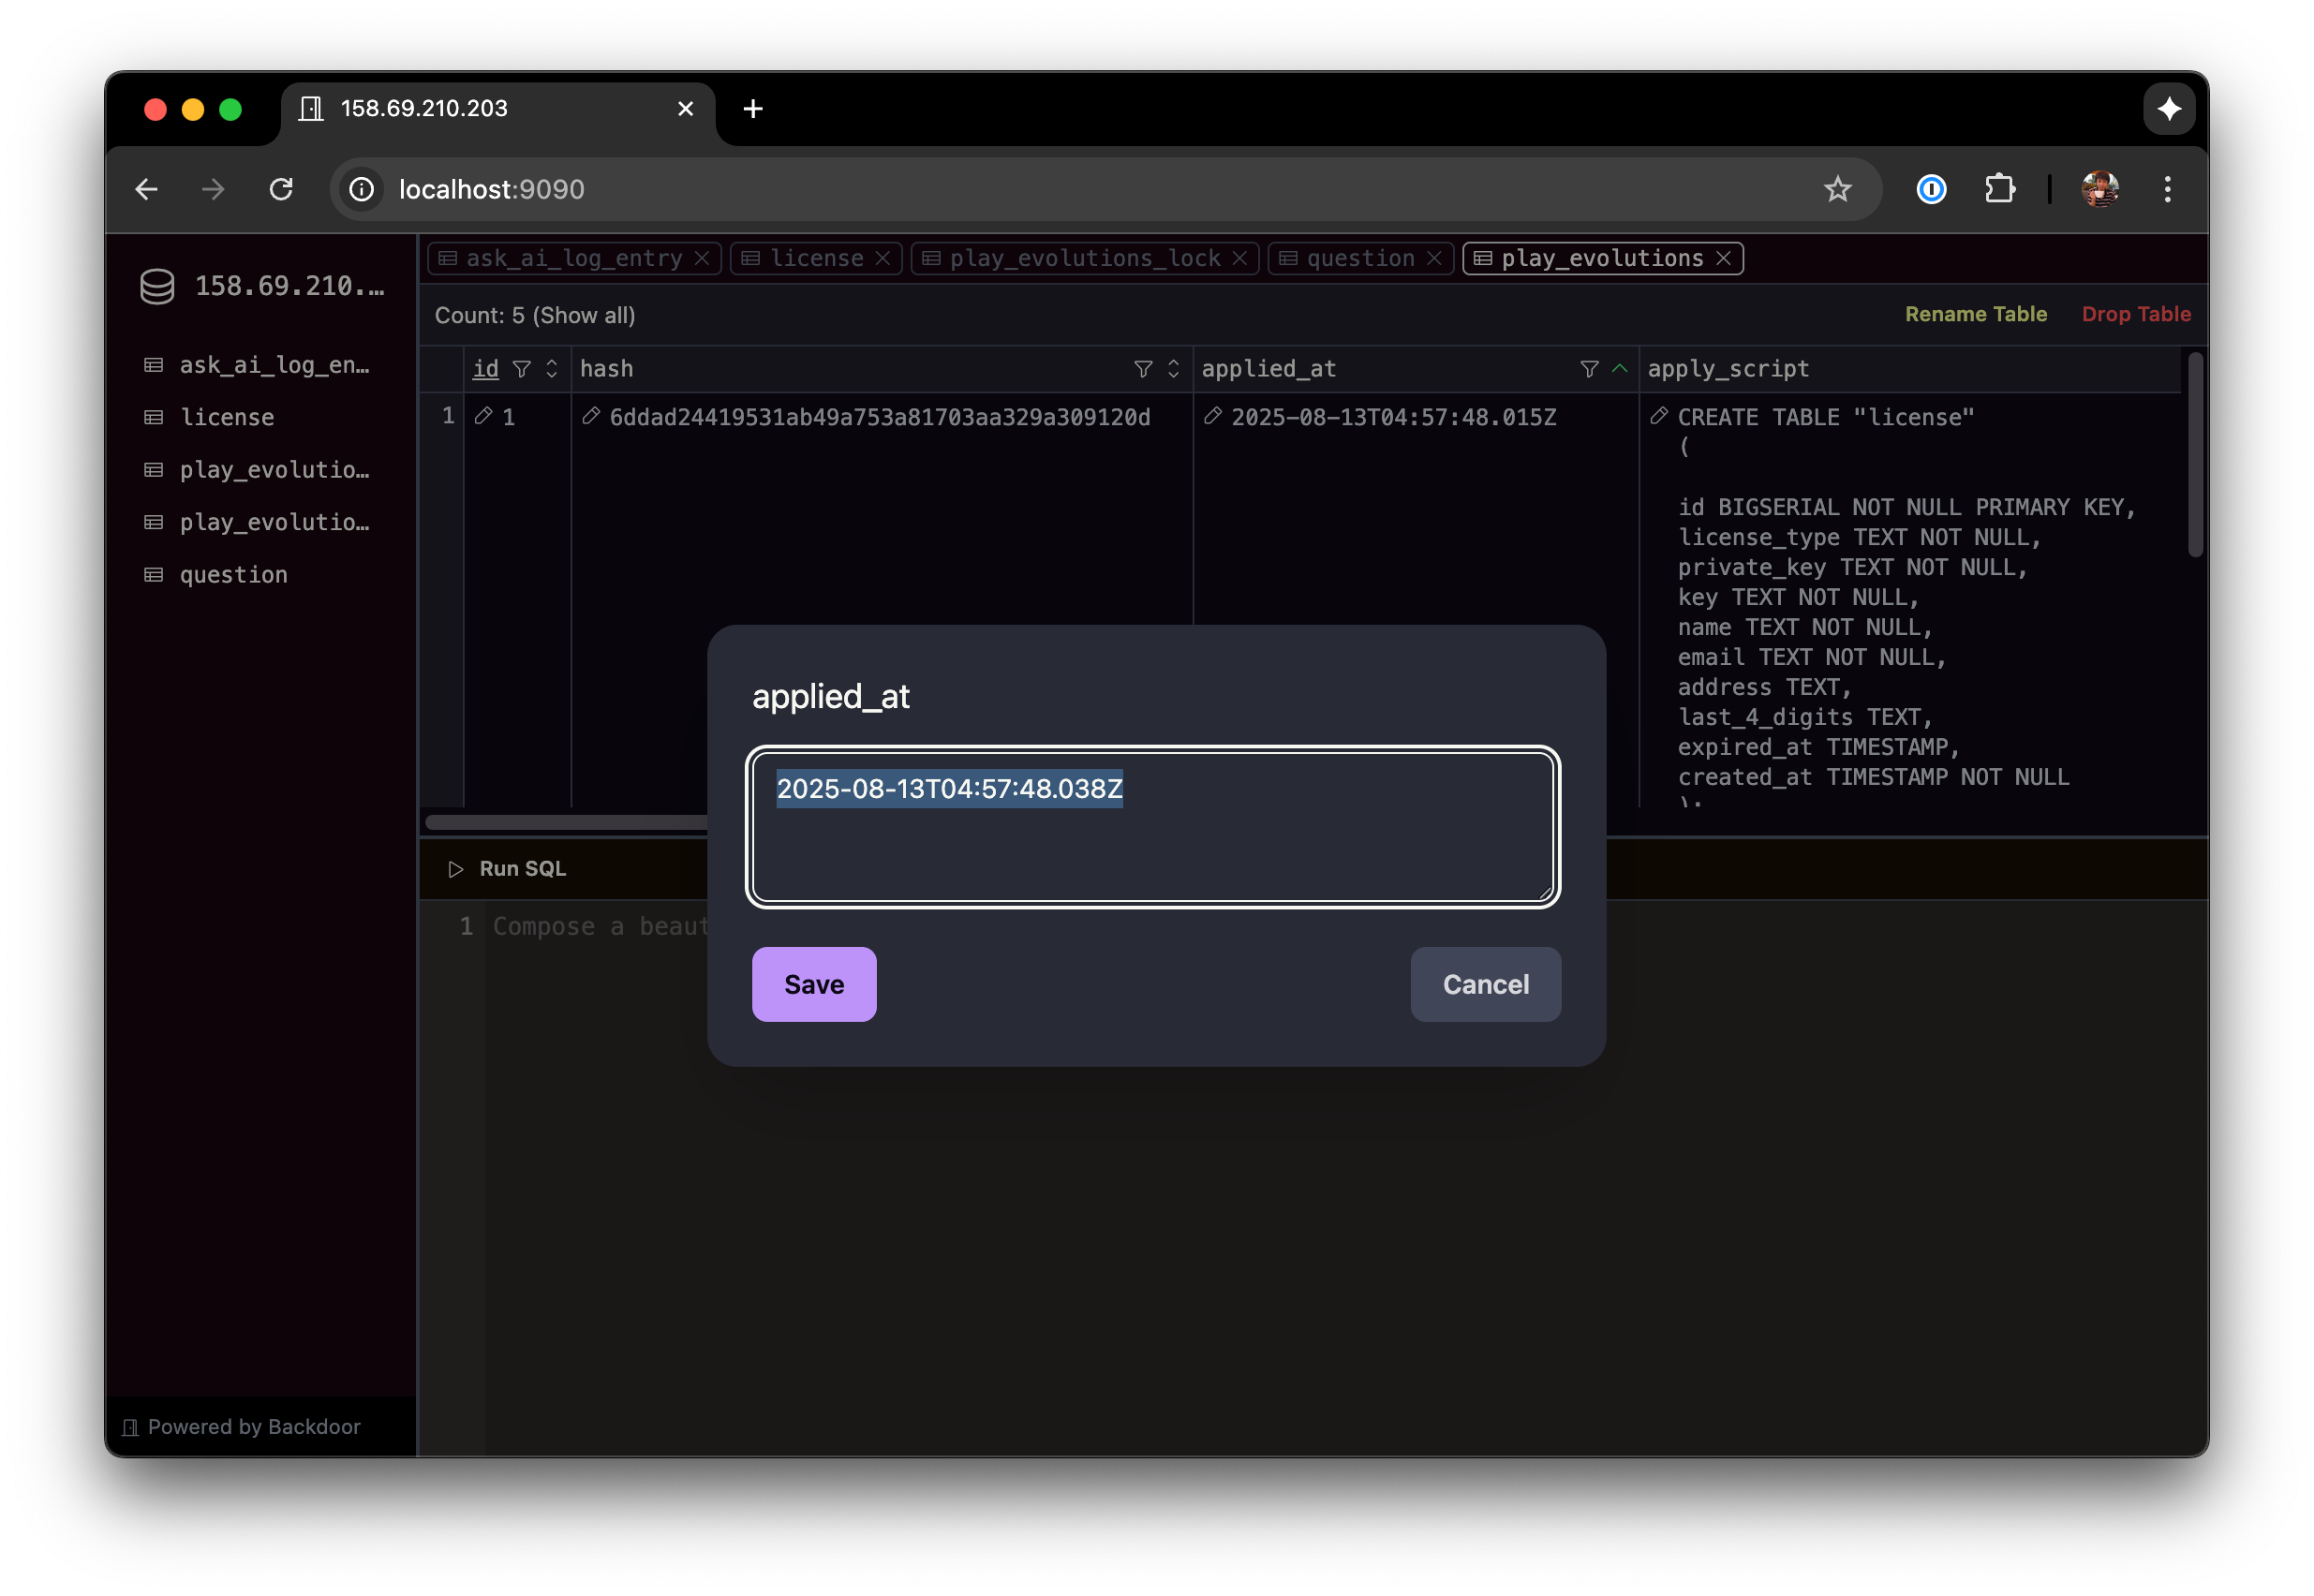 158.69.210.203
localhost:9090
158.69.210.…
ask_ai_log_en…
license
play_evolutio…
play_evolutio…
question
Powered by Backdoor
ask_ai_log_entry
license
play_evolutions_lock
question
play_evolutions
Count: 5 (Show all)
Rename Table
Drop Table
id
hash
applied_at
apply_script
1
1
6ddad24419531ab49a753a81703aa329a309120d
2025-08-13T04:57:48.015Z
CREATE TABLE "license"
(
id BIGSERIAL NOT NULL PRIMARY KEY,
license_type TEXT NOT NULL,
private_key TEXT NOT NULL,
key TEXT NOT NULL,
name TEXT NOT NULL,
email TEXT NOT NULL,
address TEXT,
last_4_digits TEXT,
expired_at TIMESTAMP,
created_at TIMESTAMP NOT NULL
);
applied_at
2025-08-13T04:57:48.038Z
Save
Cancel
Run SQL
1
Compose a beaut